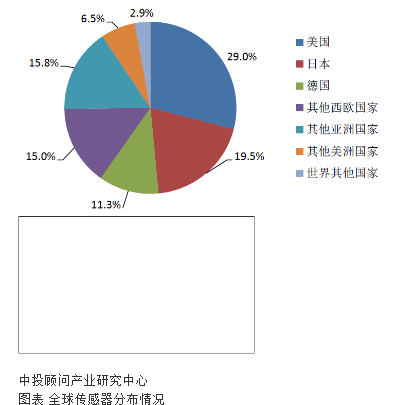 2.9%
6.5%
29.0%
15.8%
15.0%
19.5%
11.3%
美国
日本
德国
其他西欧国家
其他亚洲国家
其他美洲国家
世界其他国家
中投顾问产业研究中心
图表 全球传感器分布情况